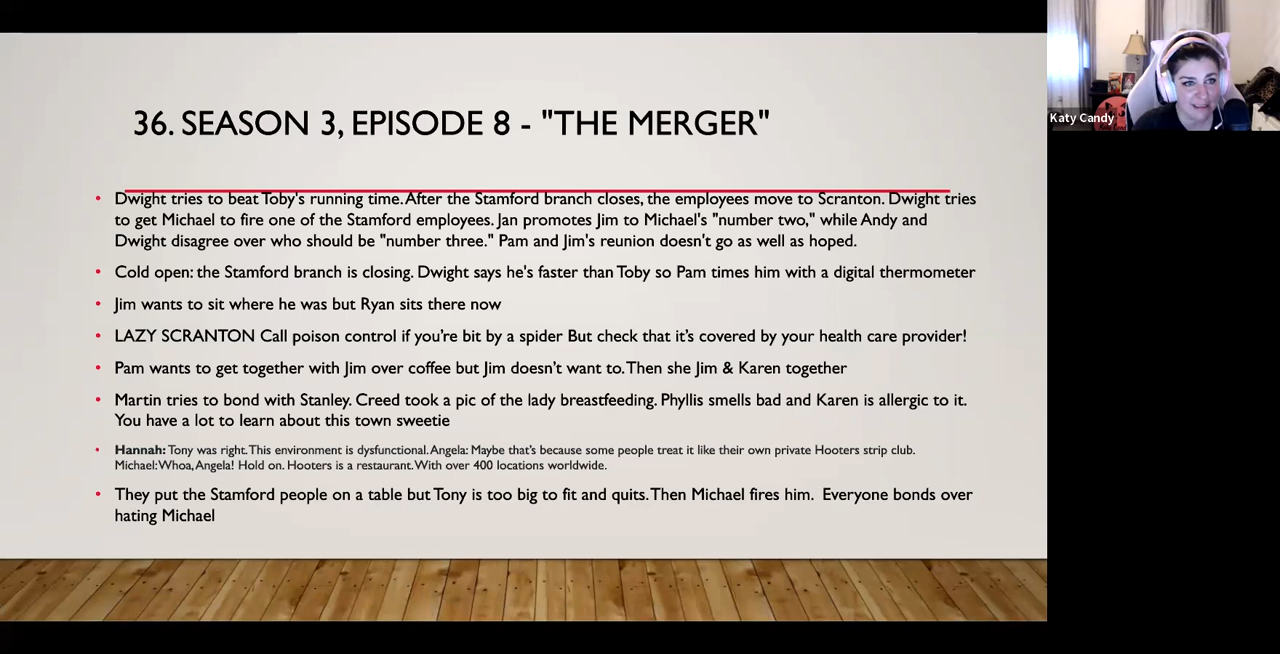 36. SEASON 3, EPISODE 8 - "THE MERGER"
• Dwight tries to beat Toby's running time. After the Stamford branch closes, the employees move to Scranton. Dwight tries
to get Michael to fire one of the Stamford employees. Jan promotes Jim to Michael's "number two," while Andy and
Dwight disagree over who should be "number three." Pam and Jim's reunion doesn't go as well as hoped.
• Cold open: the Stamford branch is closing. Dwight says he's faster than Toby so Pam times him with a digital thermometer
• Jim wants to sit where he was but Ryan sits there now
• LAZY SCRANTON Call poison control if you’re bit by a spider But check that it’s covered by your health care provider!
• Pam wants to get together with Jim over coffee but Jim doesn’t want to. Then she Jim & Karen together
• Martin tries to bond with Stanley. Creed took a pic of the lady breastfeeding. Phyllis smells bad and Karen is allergic to it.
You have a lot to learn about this town sweetie
• Hannah: Tony was right. This environment is dysfunctional. Angela: Maybe that’s because some people treat it like their own private Hooters strip club.
Michael: Whoa, Angela! Hold on. Hooters is a restaurant. With over 400 locations worldwide.
• They put the Stamford people on a table but Tony is too big to fit and quits. Then Michael fires him. Everyone bonds over
hating Michael
Katy Candy